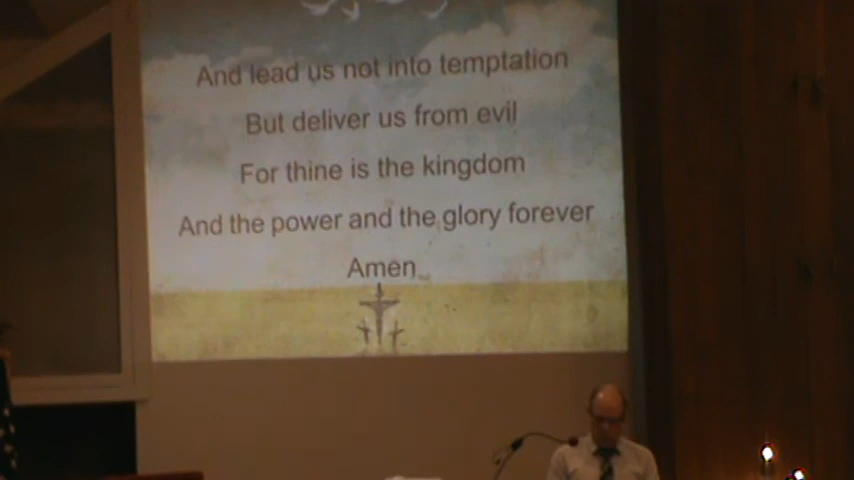 And lead us not into temptation
But deliver us from evil
For thine is the kingdom
And the power and the glory forever
Amen